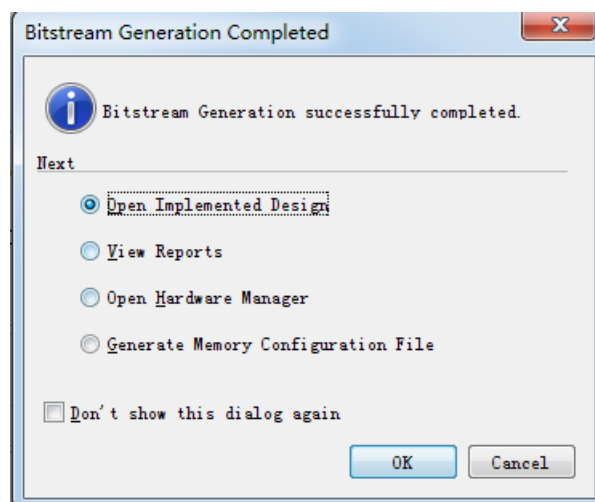 Bitstream Generation Completed
Bitstream Generation successfully completed.
Next
Open Implemented Design
View Reports
Open Hardware Manager
Generate Memory Configuration File
Don't show this dialog again
OK
Cancel